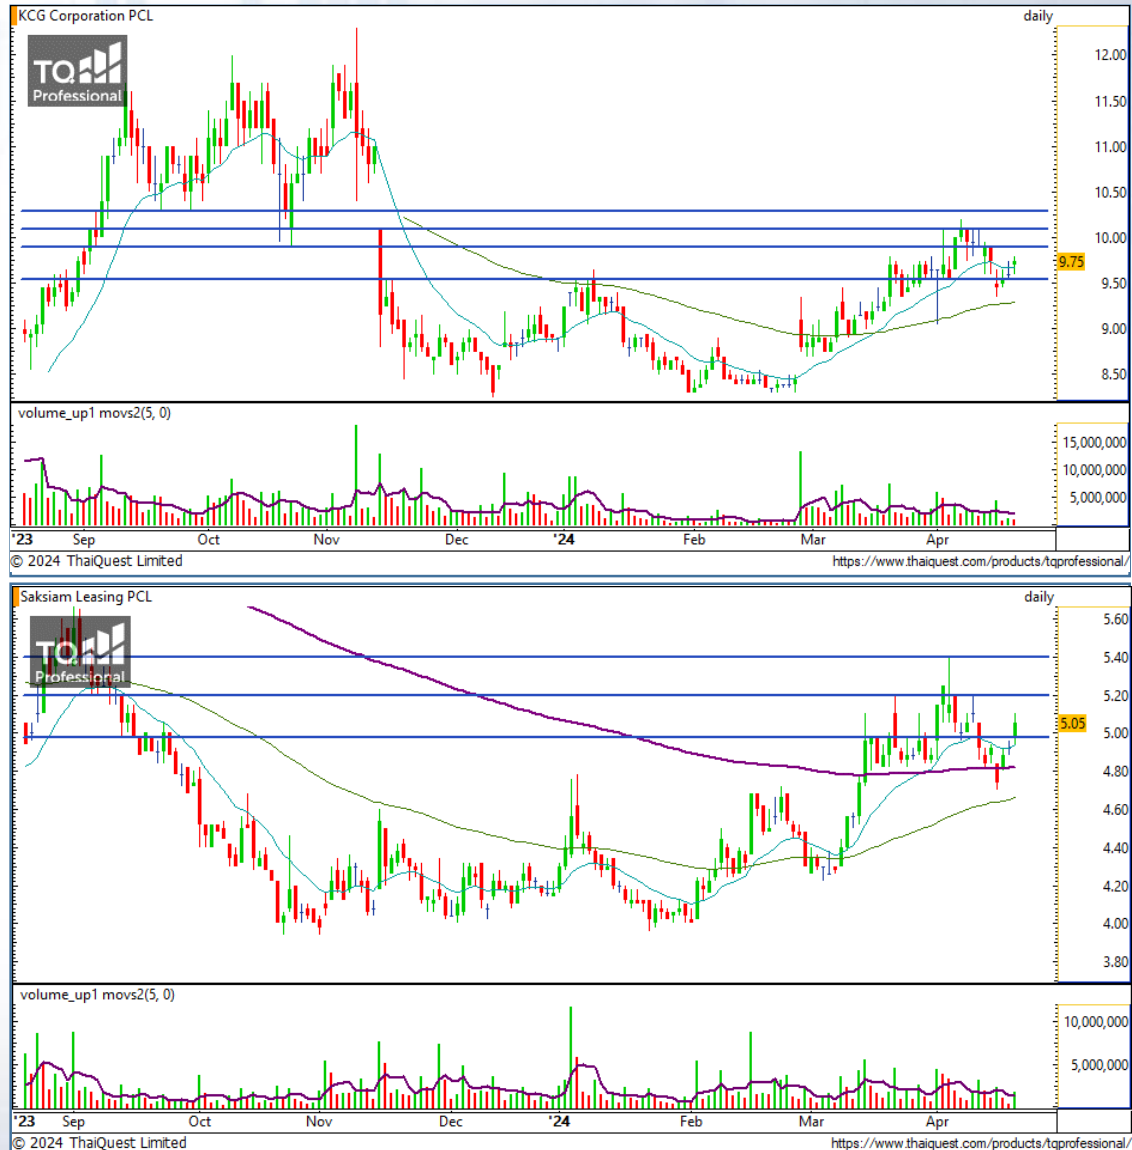 KCG Corporation PCL daily
TQ
Professional
12.00
11.50
11.00
10.50
10.00
9.75
9.50
9.00
8.50
volume_up1 movs2(5, 0)
15,000,000
10,000,000
5,000,000
'23 Sep Oct Nov Dec '24 Feb Mar Apr
© 2024 ThaiQuest Limited https://www.thaiquest.com/products/tqprofessional/
Saksiam Leasing PCL daily
TQ
Professional
5.60
5.40
5.20
5.05
5.00
4.80
4.60
4.40
4.20
4.00
3.80
volume_up1 movs2(5, 0)
10,000,000
5,000,000
'23 Sep Oct Nov Dec '24 Feb Mar Apr
© 2024 ThaiQuest Limited https://www.thaiquest.com/products/tqprofessional/